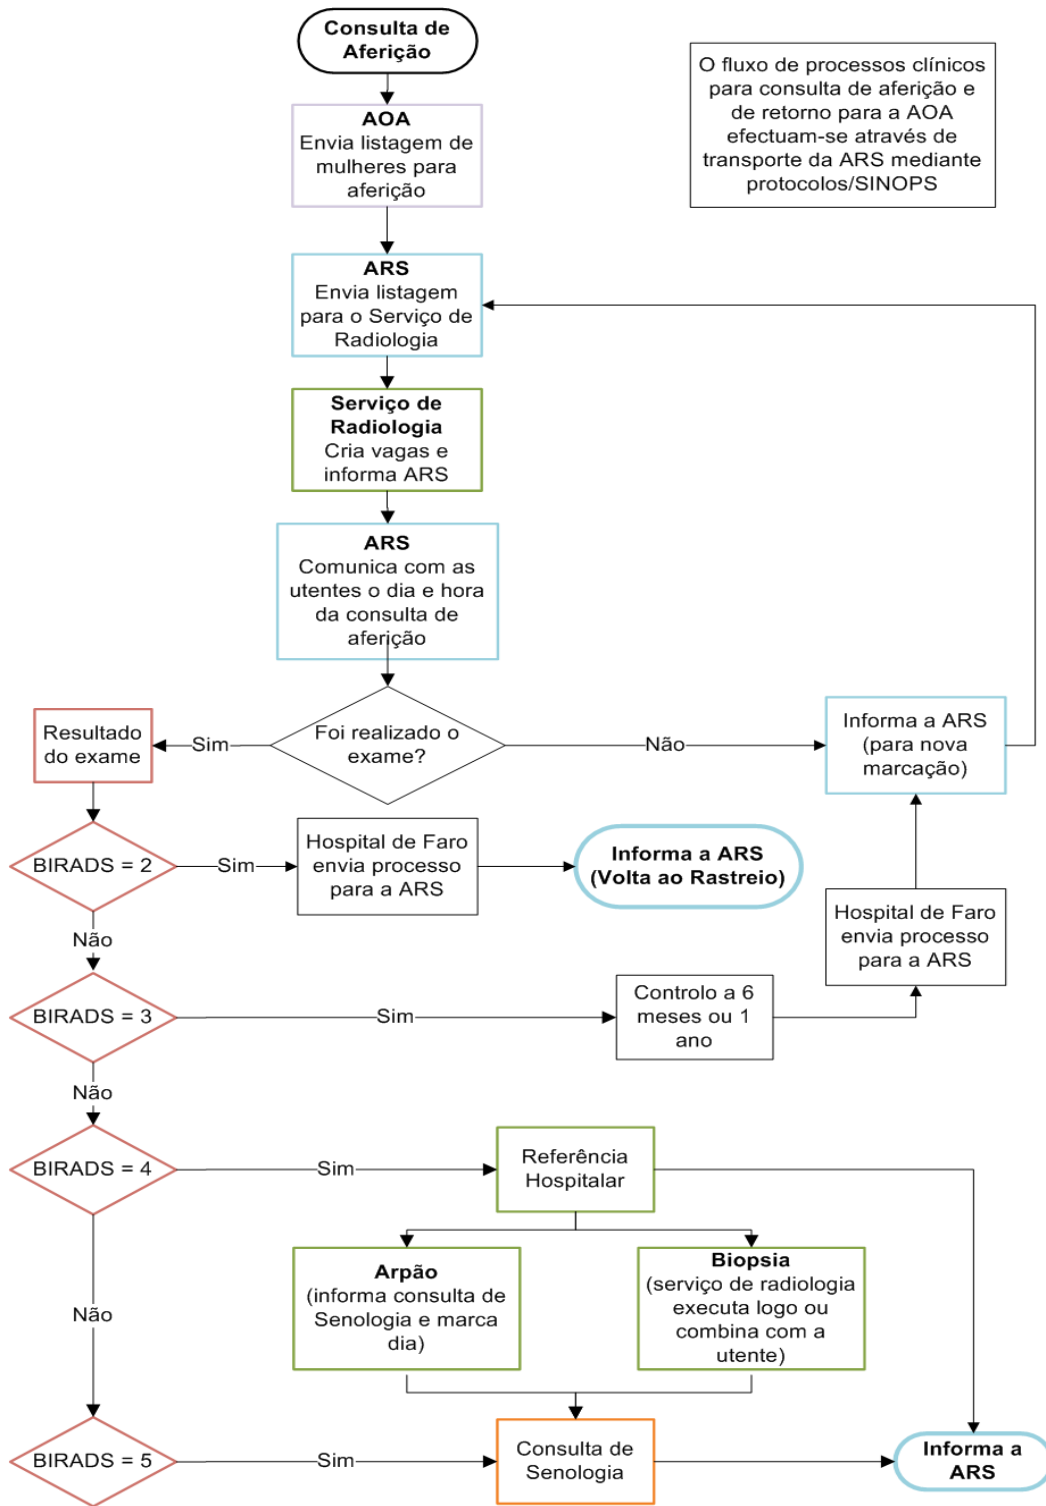 Consulta de
Aferição
O fluxo de processos clínicos
para consulta de aferição e
de retorno para a AOA
efectuam-se através de
transporte da ARS mediante
protocolos/SINOPS
AOA
Envia listagem de
mulheres para
aferição
ARS
Envia listagem
para o Serviço de
Radiologia
Serviço de
Radiologia
Cria vagas e
informa ARS
ARS
Comunica com as
utentes o dia e hora
da consulta de
aferição
Foi realizado o
exame?
Sim
Não
Resultado
do exame
Informa a ARS
(para nova
marcação)
BIRADS = 2
Sim
Hospital de Faro
envia processo
para a ARS
Informa a ARS
(Volta ao Rastreio)
Hospital de Faro
envia processo
para a ARS
Não
BIRADS = 3
Sim
Controlo a 6
meses ou 1
ano
Não
BIRADS = 4
Sim
Referência
Hospitalar
Arpão
(informa consulta de
Senologia e marca
dia)
Biopsia
(serviço de radiologia
executa logo ou
combina com a
utente)
Não
BIRADS = 5
Sim
Consulta de
Senologia
Informa a
ARS